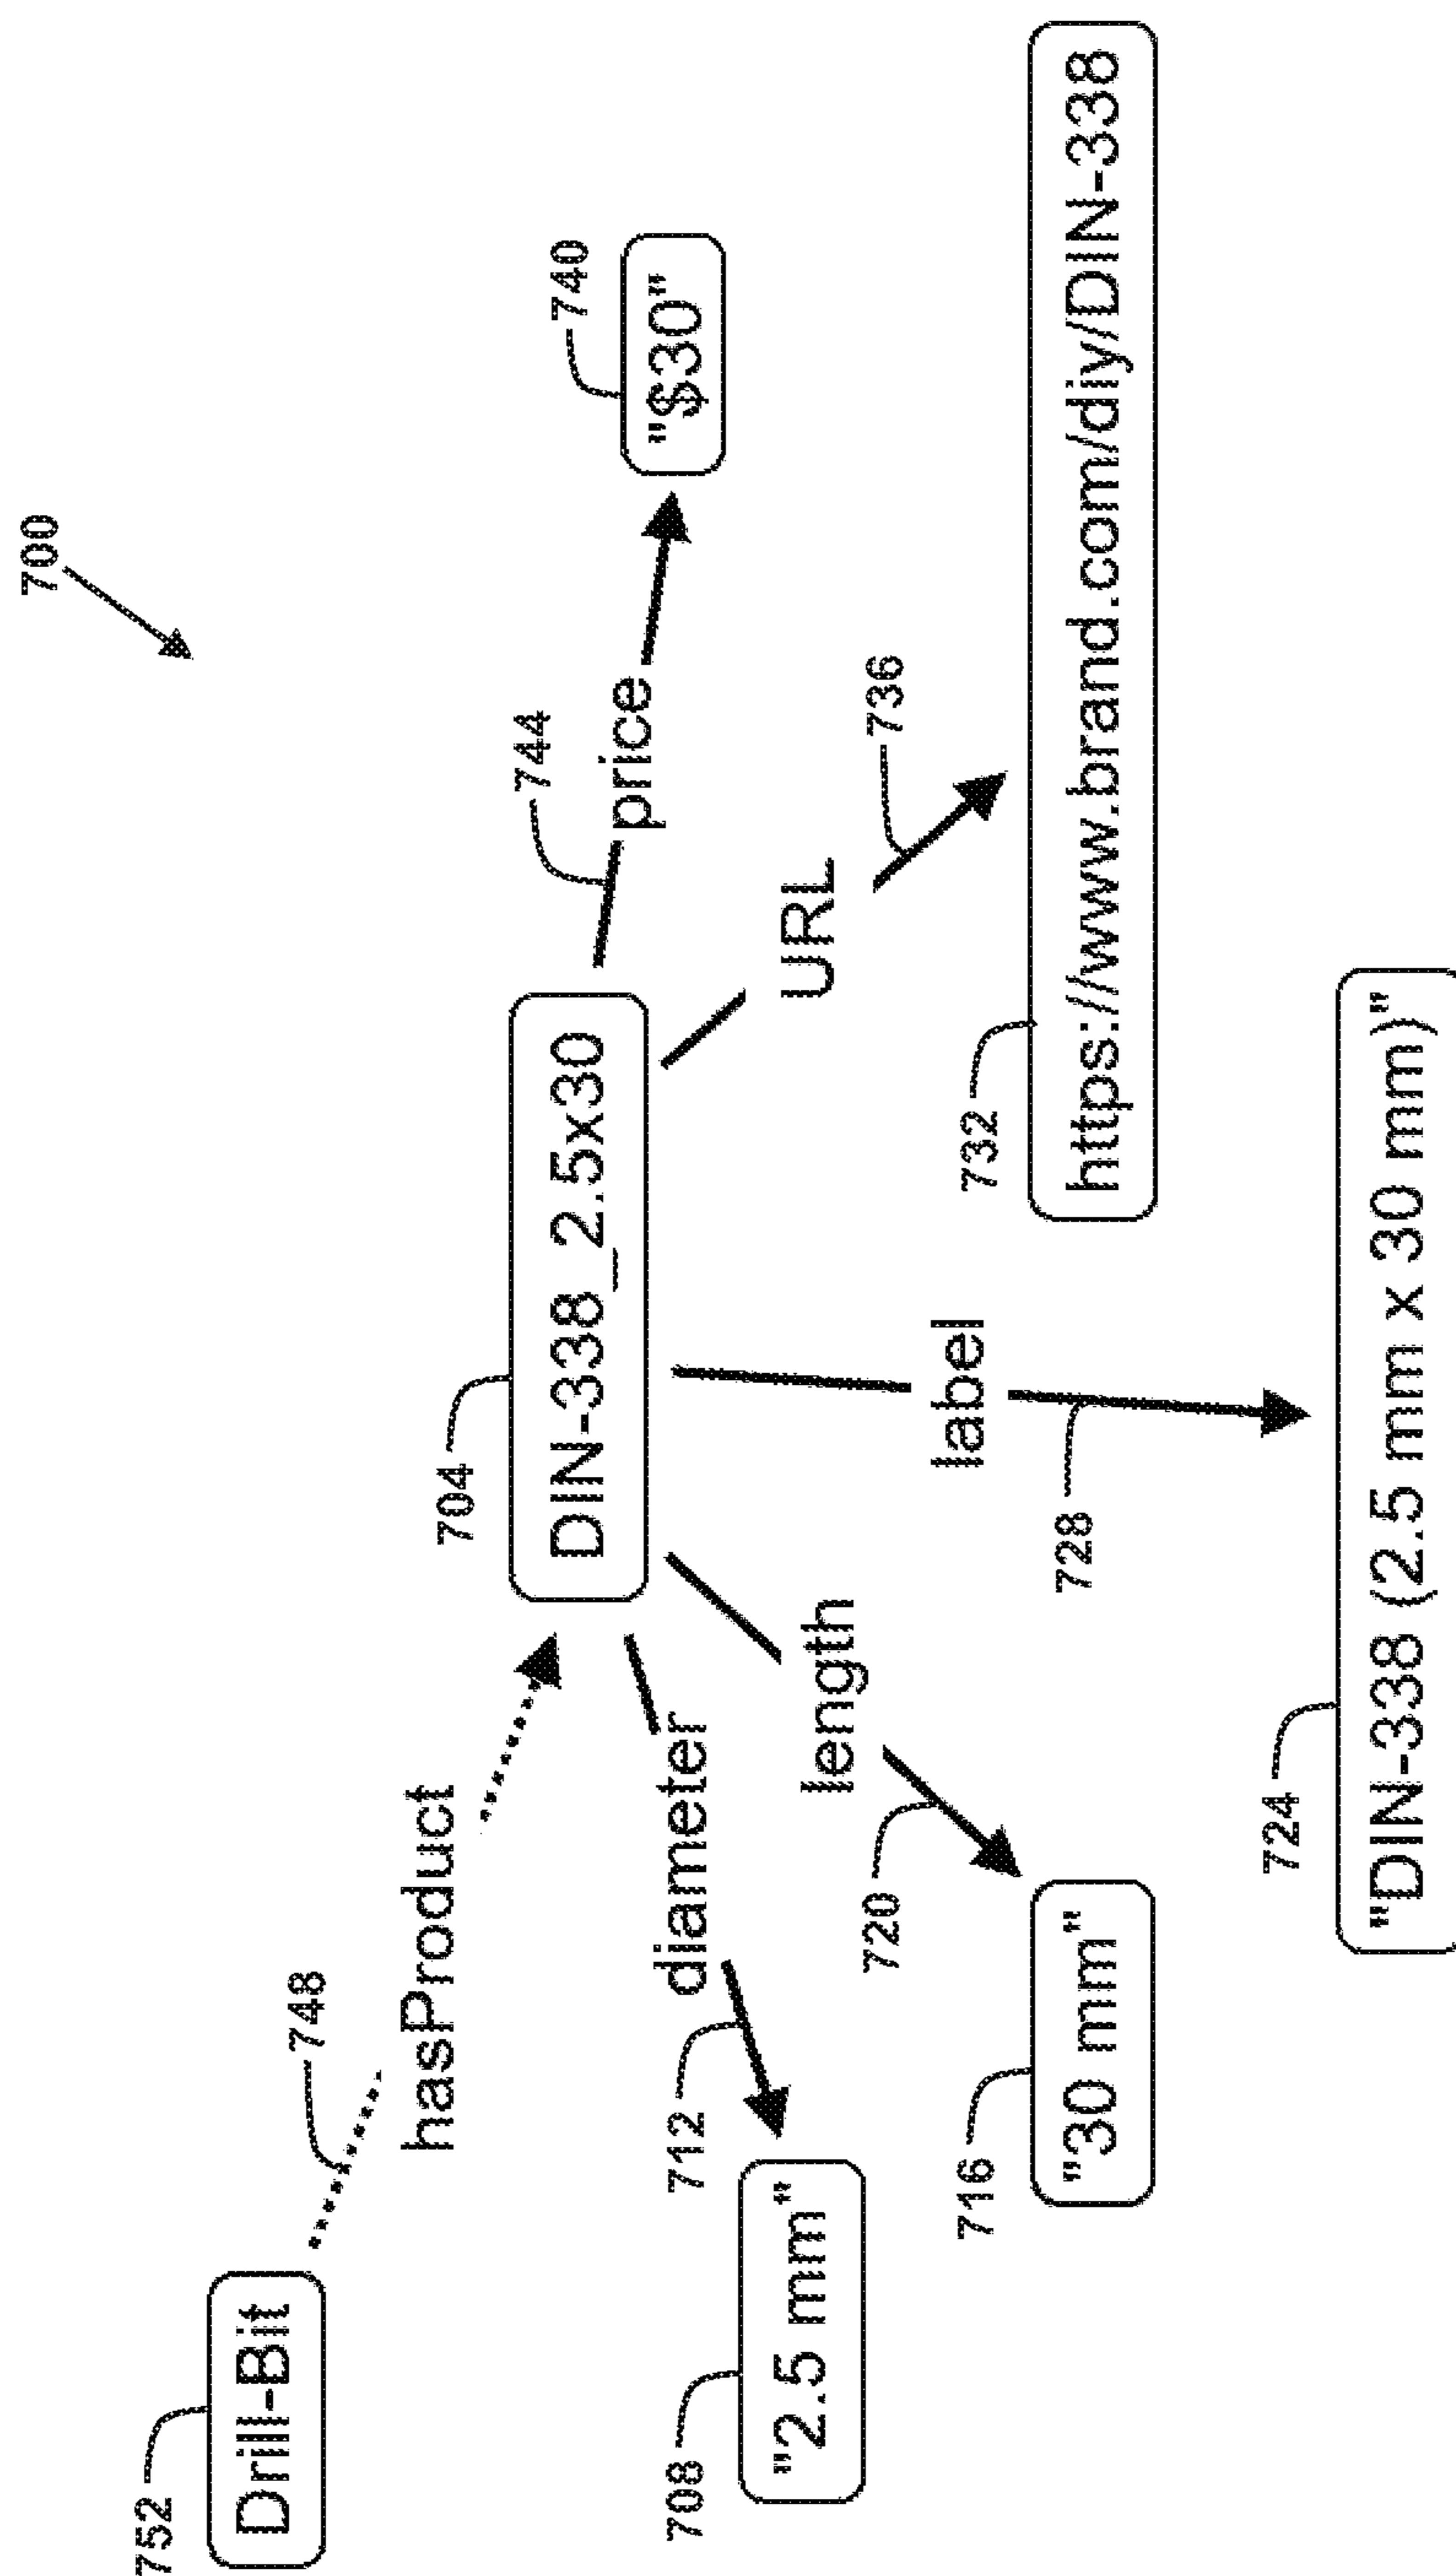 700
752
Drill-Bit
748
hasProduct
704
DIN-338_2.5x30
744
price
740
"$30"
712
diameter
708
"2.5 mm"
720
length
716
"30 mm"
728
label
724
"DIN-338 (2.5 mm x 30 mm)"
URL
736
732
https://www.brand.com/diy/DIN-338